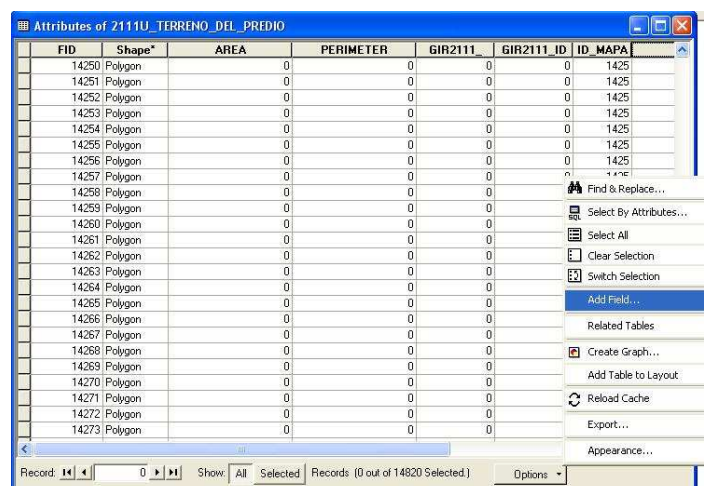 Attributes of 2111U_TERRENO_DEL_PREDIO
FID Shape* AREA PERIMETER GIR2111_ GIR2111_ID ID_MAPA
14250 Polygon 0 0 0 0 1425
14251 Polygon 0 0 0 0 1425
14252 Polygon 0 0 0 0 1425
14253 Polygon 0 0 0 0 1425
14254 Polygon 0 0 0 0 1425
14255 Polygon 0 0 0 0 1425
14256 Polygon 0 0 0 0 1425
14257 Polygon 0 0 0 0 1425
14258 Polygon 0 0 0
14259 Polygon 0 0 0
14260 Polygon 0 0 0
14261 Polygon 0 0 0
14262 Polygon 0 0 0
14263 Polygon 0 0 0
14264 Polygon 0 0 0
14265 Polygon 0 0 0
14266 Polygon 0 0 0
14267 Polygon 0 0 0
14268 Polygon 0 0 0
14269 Polygon 0 0 0
14270 Polygon 0 0 0
14271 Polygon 0 0 0
14272 Polygon 0 0 0
14273 Polygon 0 0 0
Find & Replace...
SQL Select By Attributes...
Select All
Clear Selection
Switch Selection
Add Field...
Related Tables
Create Graph...
Add Table to Layout
Reload Cache
Export...
Appearance...
Record: 0 Show: All Selected Records (0 out of 14820 Selected.) Options